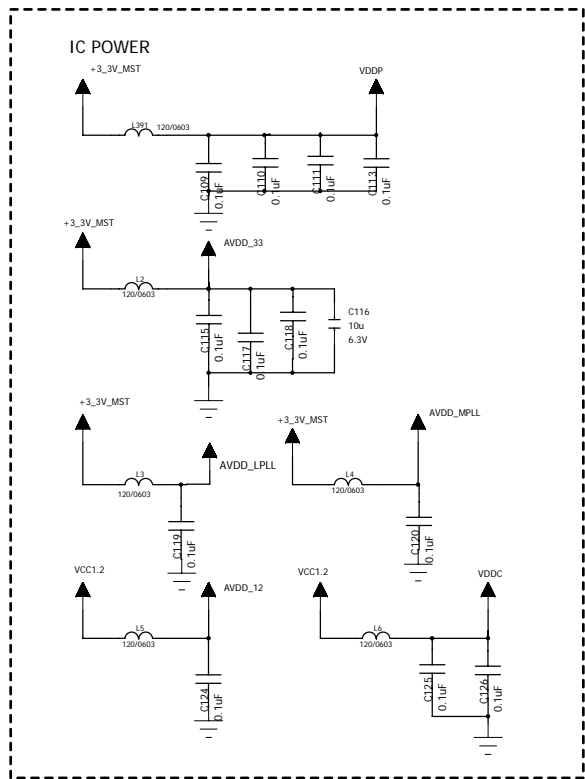 IC POWER
+3_3V_MST
VDDP
L391 120/0603
C109
0.1uF
C110
0.1uF
C111
0.1uF
C113
0.1uF
+3_3V_MST
AVDD_33
L2
120/0603
C115
0.1uF
C117
0.1uF
C118
0.1uF
C116
10u
6.3V
+3_3V_MST
AVDD_LPLL
L3
120/0603
C119
0.1uF
+3_3V_MST
AVDD_MPLL
L4
120/0603
C120
0.1uF
VCC1.2
AVDD_12
L5
120/0603
C124
0.1uF
VCC1.2
VDDC
L6
120/0603
C125
0.1uF
C126
0.1uF